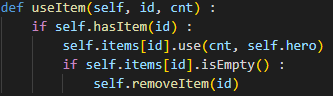 def useItem(self, id, cnt) :
    if self.hasItem(id) :
        self.items[id].use(cnt, self.hero)
        if self.items[id].isEmpty() :
            self.removeItem(id)